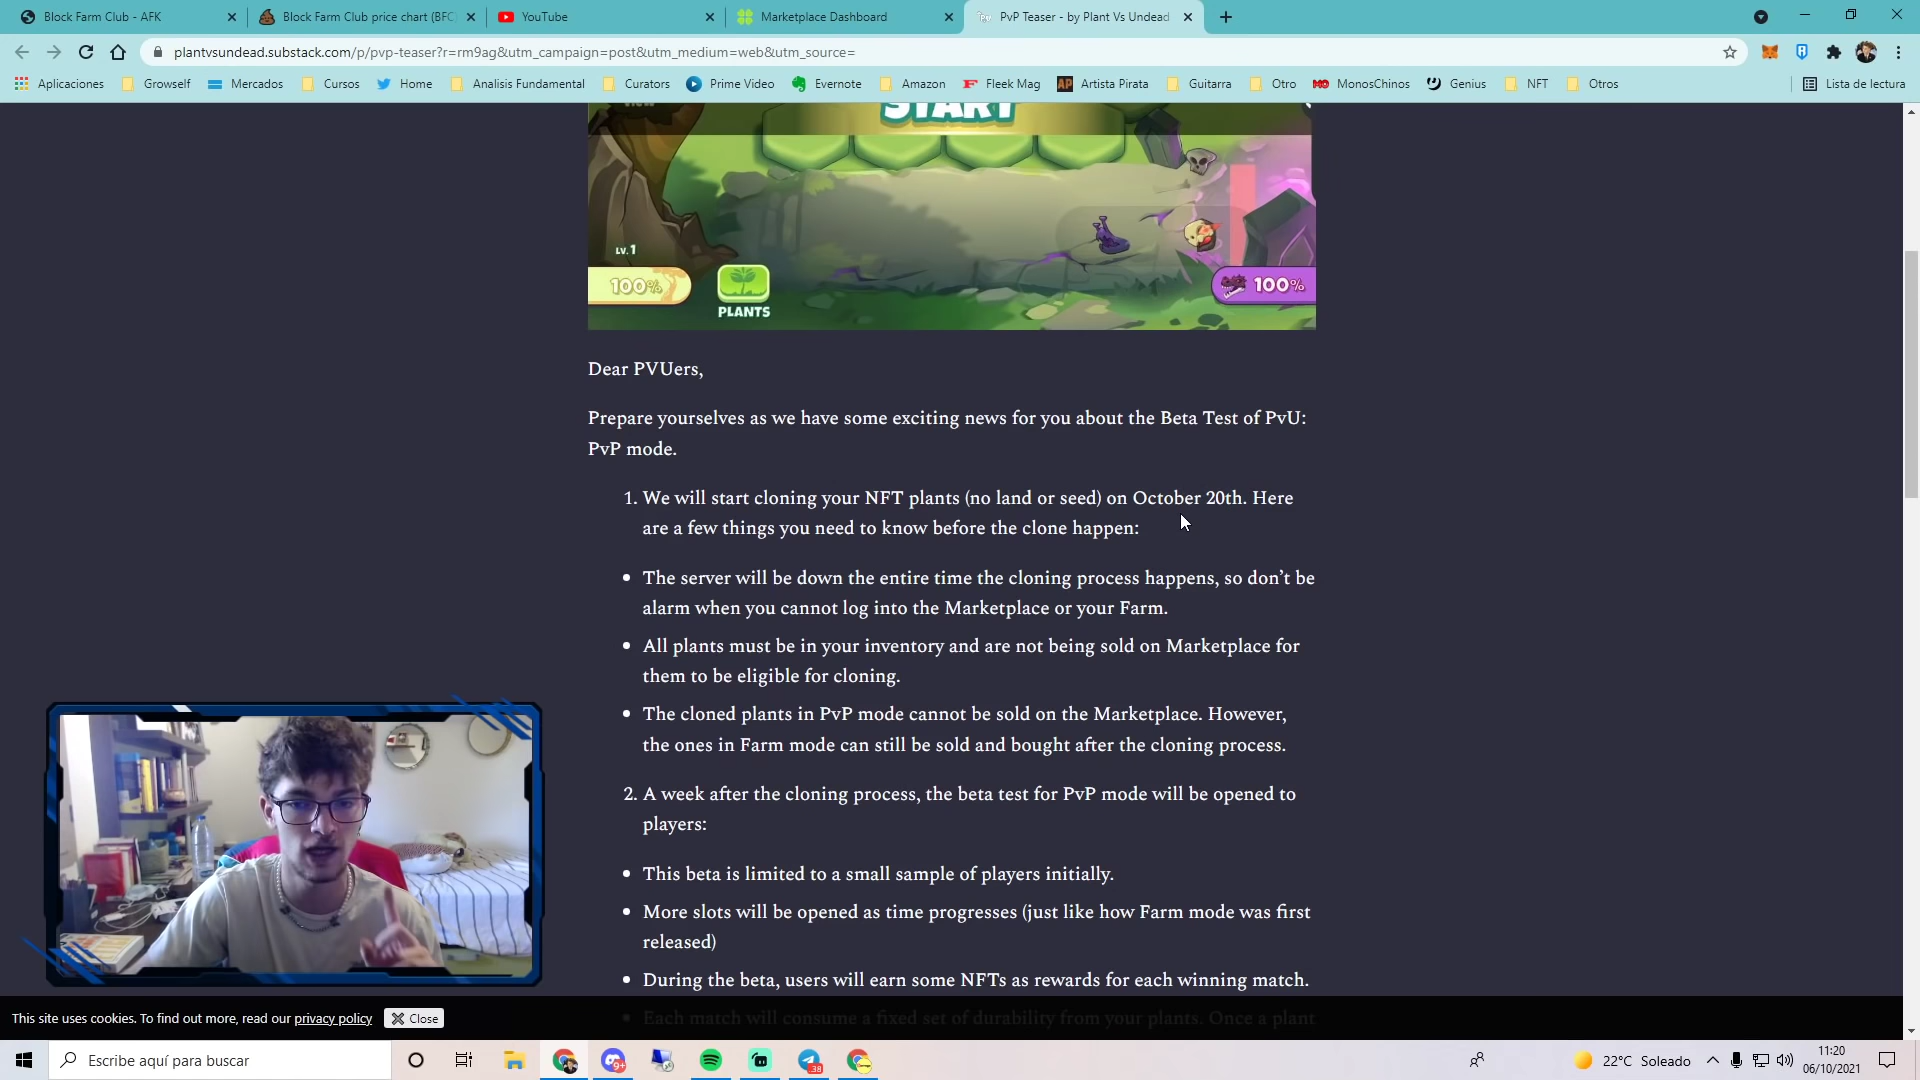 Block Farm Club - AFK
Block Farm Club price chart (BFC
YouTube
Marketplace Dashboard
PvP Teaser - by Plant Vs Undead
plantvsundead.substack.com/p/pvp-teaser?r=rm9ag&utm_campaign=post&utm_medium=web&utm_source=
Aplicaciones
Growself
Mercados
Cursos
Home
Analisis Fundamental
Curators
Prime Video
Evernote
Amazon
Fleek Mag
AP Artista Pirata
Guitarra
Otro
MonosChinos
Genius
NFT
Otros
Lista de lectura
START
LV.1
100%
PLANTS
100%
Dear PVUers,
Prepare yourselves as we have some exciting news for you about the Beta Test of PvU:
PvP mode.
1. We will start cloning your NFT plants (no land or seed) on October 20th. Here
are a few things you need to know before the clone happen:
• The server will be down the entire time the cloning process happens, so don’t be
alarm when you cannot log into the Marketplace or your Farm.
• All plants must be in your inventory and are not being sold on Marketplace for
them to be eligible for cloning.
• The cloned plants in PvP mode cannot be sold on the Marketplace. However,
the ones in Farm mode can still be sold and bought after the cloning process.
2. A week after the cloning process, the beta test for PvP mode will be opened to
players:
• This beta is limited to a small sample of players initially.
• More slots will be opened as time progresses (just like how Farm mode was first
released)
• During the beta, users will earn some NFTs as rewards for each winning match.
• Each match will consume a fixed set of durability from your plants. Once a plant
This site uses cookies. To find out more, read our privacy policy
Close
Escribe aquí para buscar
9+
38
22°C Soleado
11:20
06/10/2021